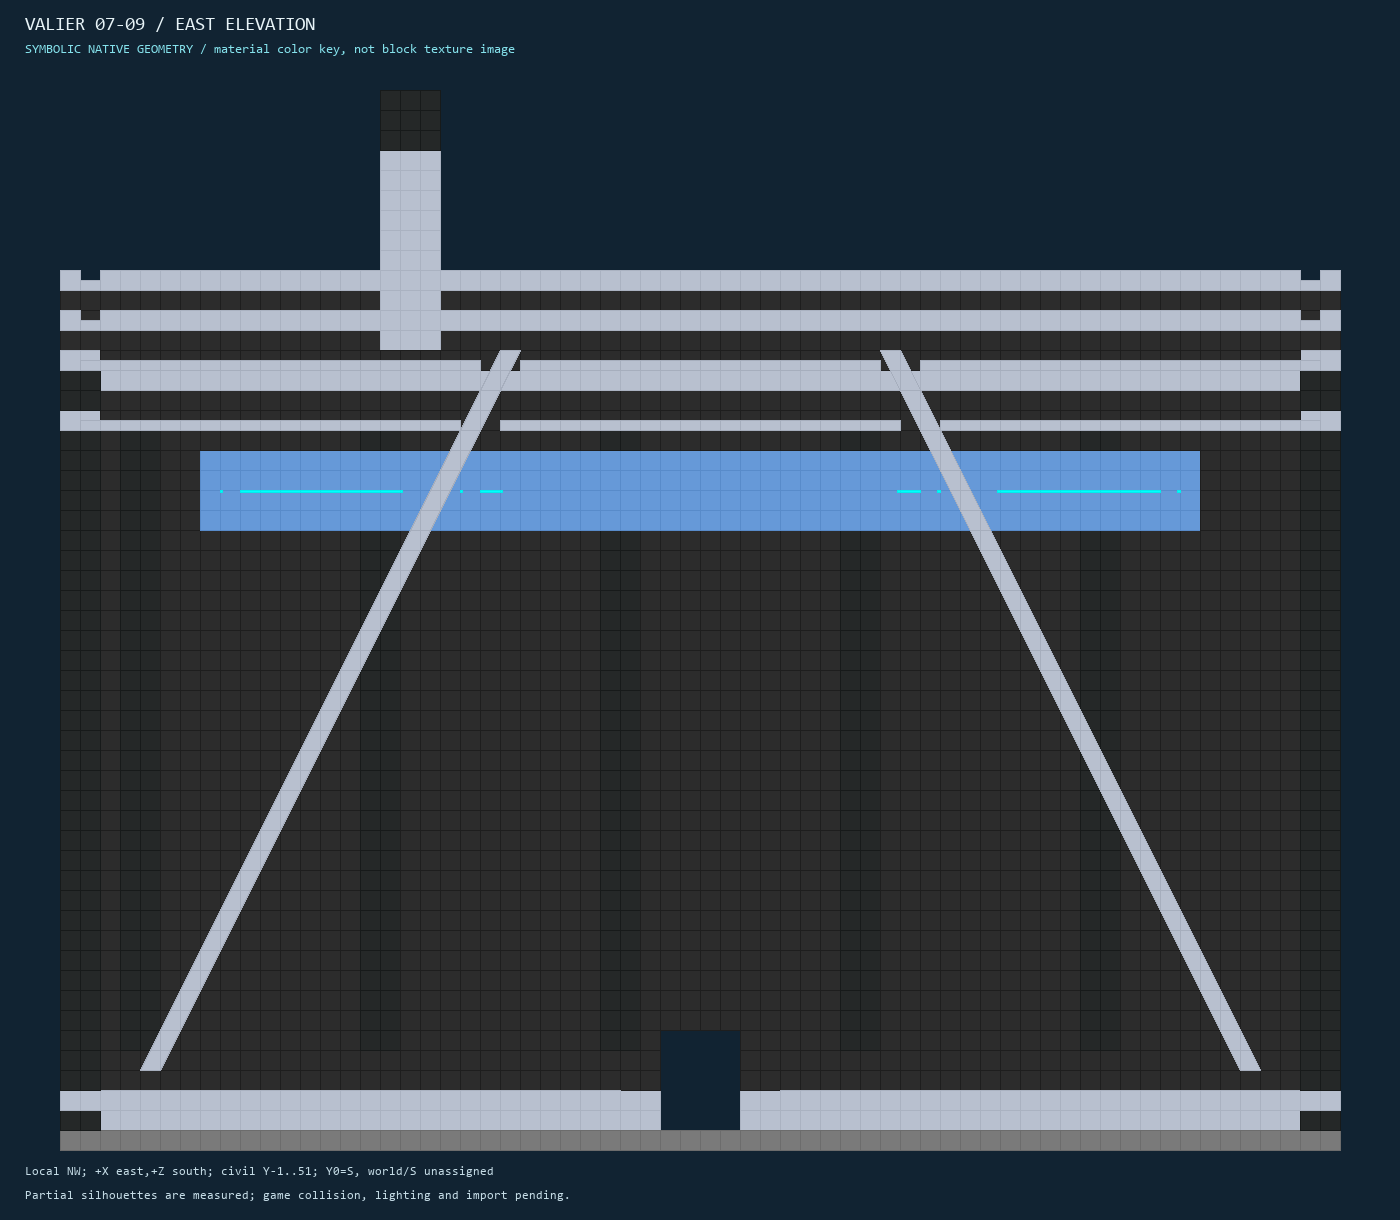 VALIER 07-09 / EAST ELEVATION
SYMBOLIC NATIVE GEOMETRY / material color key, not block texture image
Local NW; +X east,+Z south; civil Y-1..51; Y0=S, world/S unassigned
Partial silhouettes are measured; game collision, lighting and import pending.